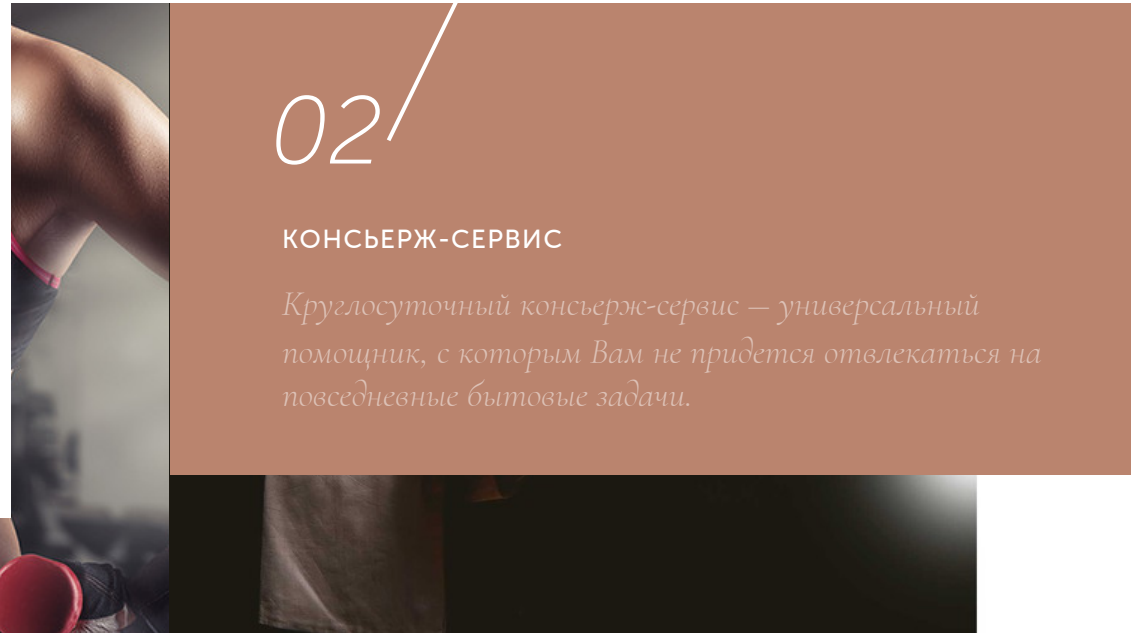 02
КОНСЬЕРЖ-СЕРВИС
Круглосуточный консьерж-сервис — универсальный
помощник, с которым Вам не придется отвлекаться на
повседневные бытовые задачи.